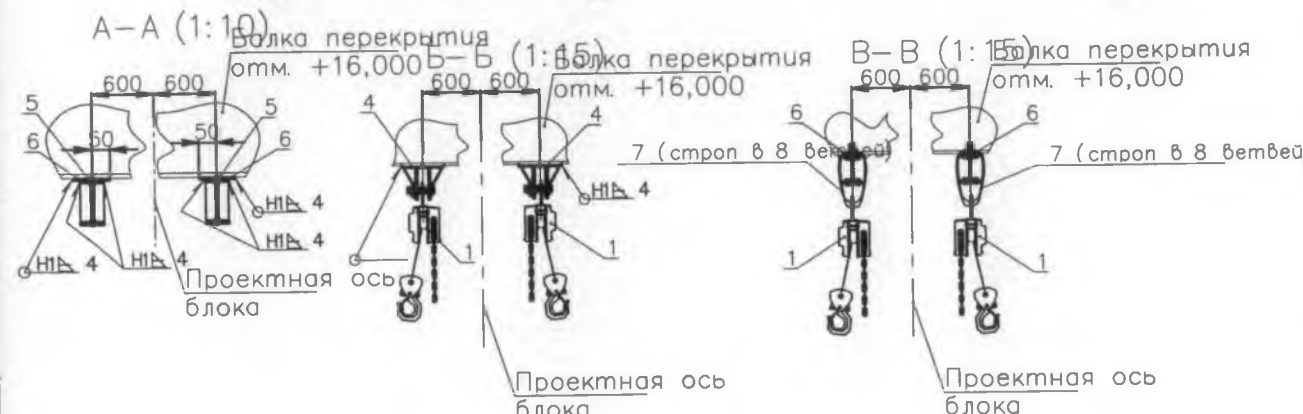 А–А (1:10)
Балка перекрытия
отм. +16,000
600 600
5 5
50 50
6 6
Н1 4
Н1 4
Н1 4 Н1 4
Проектная ось
блока
Б–Б (1:15)
Балка перекрытия
отм. +16,000
600 600
4 4
Н1 4
1 1
Проектная ось
блока
В–В (1:15)
Балка перекрытия
отм. +16,000
600 600
6 6
7 (строп в 8 ветвей)
7 (строп в 8 ветвей
1 1
Проектная ось
блока